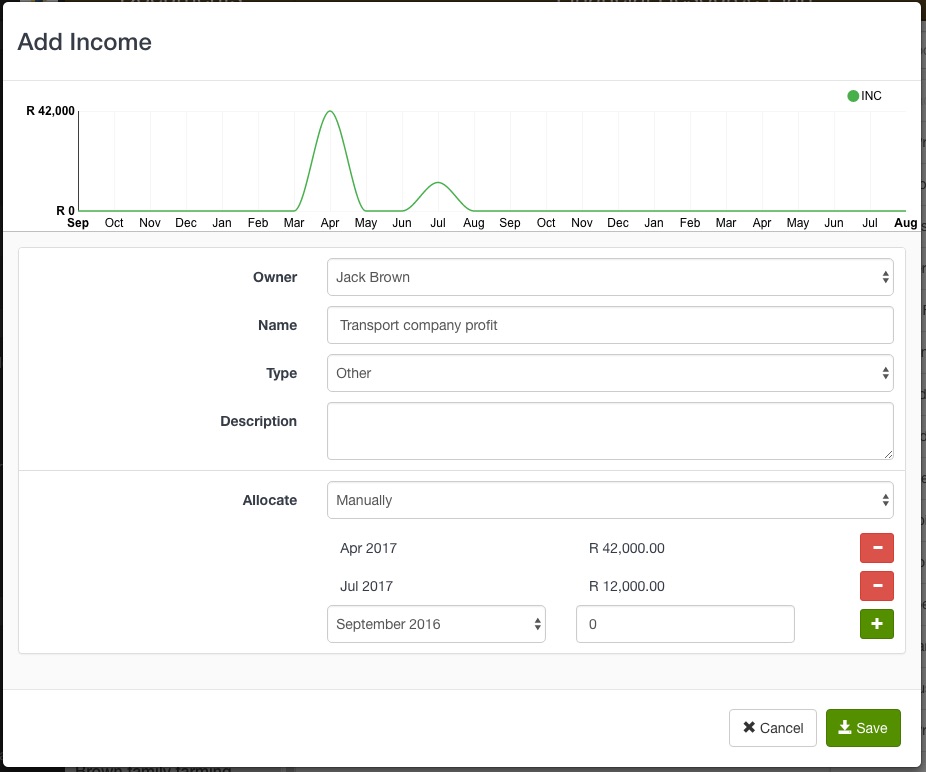 Add Income
INC
R 42,000
R 0
Sep Oct Nov Dec Jan Feb Mar Apr May Jun Jul Aug Sep Oct Nov Dec Jan Feb Mar Apr May Jun Jul Aug
Owner Jack Brown
Name Transport company profit
Type Other
Description
Allocate Manually
Apr 2017 R 42,000.00
Jul 2017 R 12,000.00
September 2016 0
Cancel Save
Brown family farming